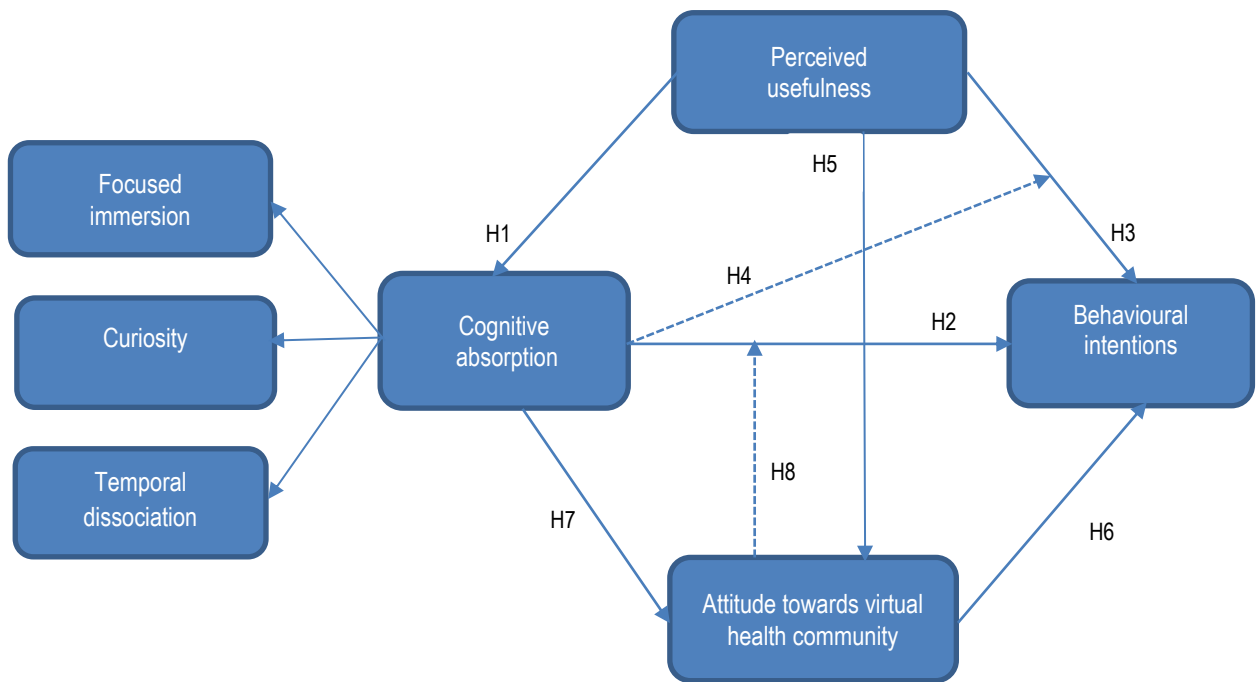 Perceived
usefulness
Focused
immersion
H5
H1
H3
H4
Curiosity
Cognitive
absorption
H2
Behavioural
intentions
Temporal
dissociation
H8
H7
H6
Attitude towards virtual
health community